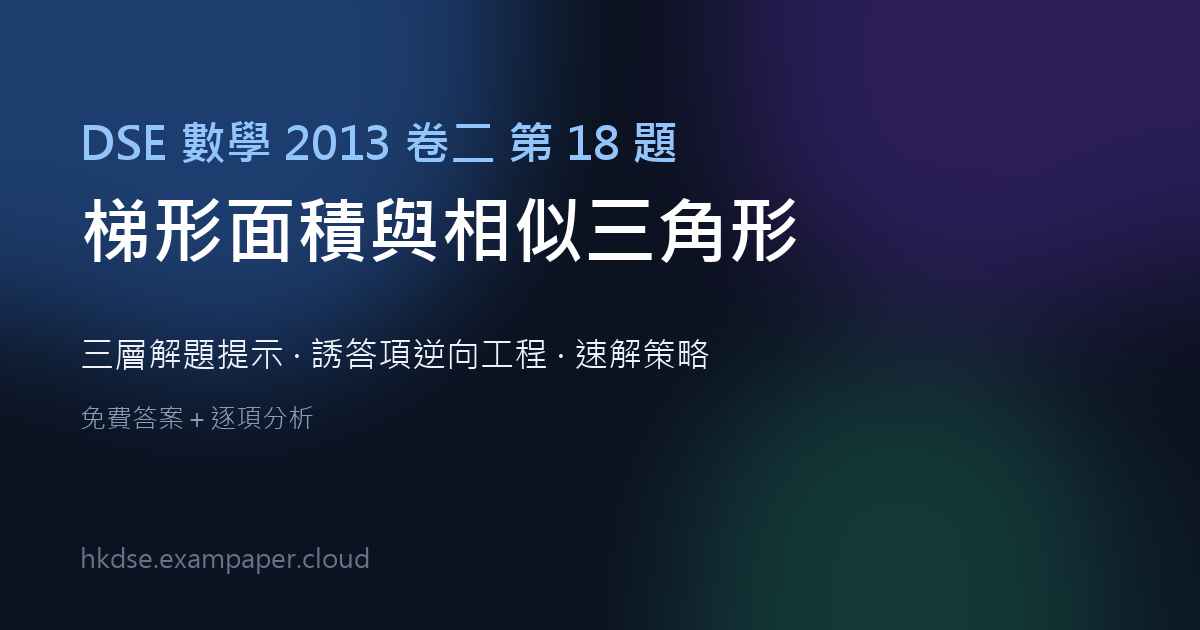 DSE 數學 2013 卷二 第 18 題
梯形面積與相似三角形
三層解題提示 · 誘答項逆向工程 · 速解策略
免費答案 + 逐項分析
hkdse.exampaper.cloud